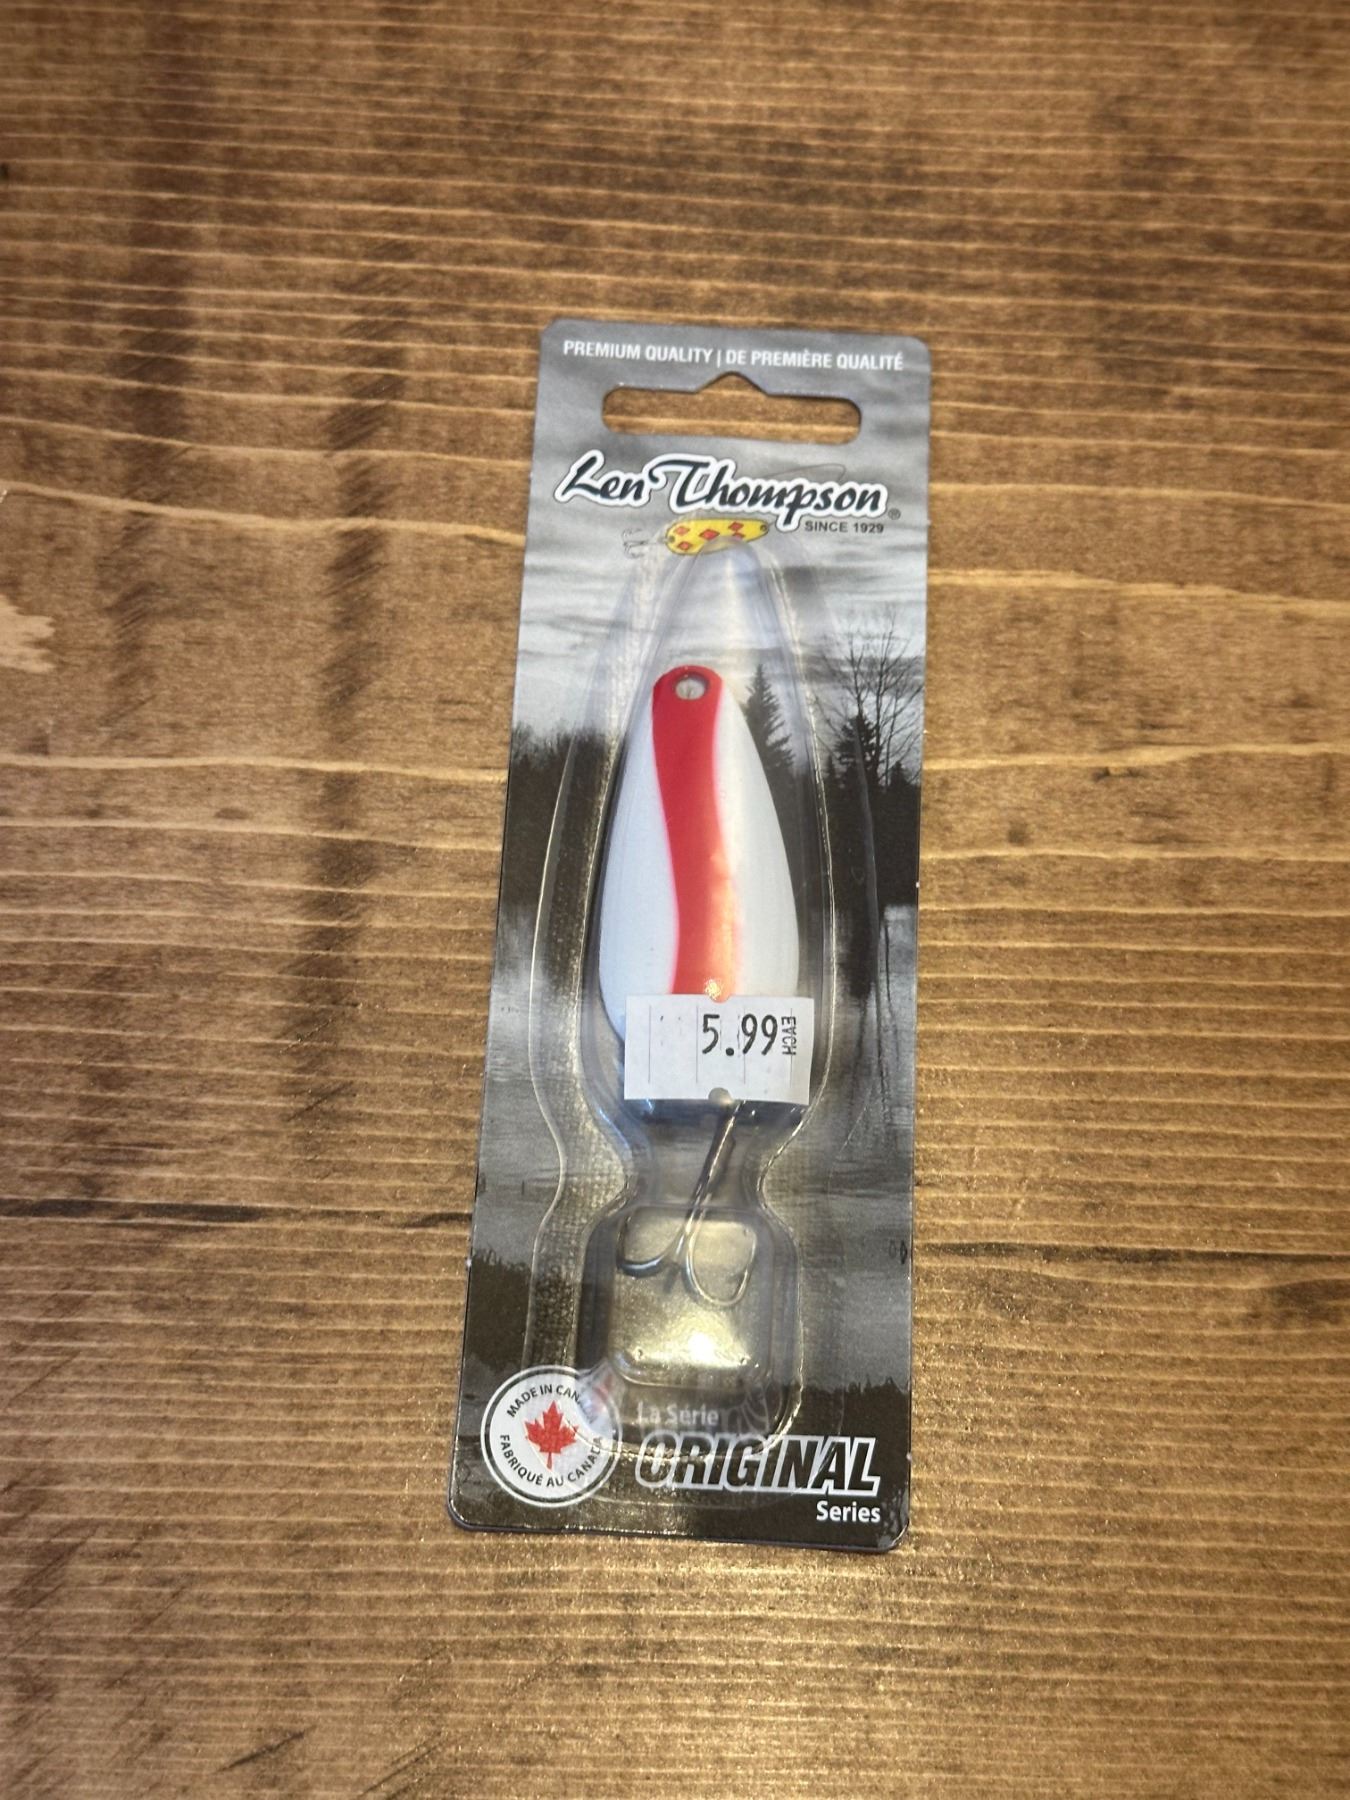 PREMIUM QUALITY | DE PREMIÈRE QUALITÉ
Len Thompson®
SINCE 1929
5.99 EACH
MADE IN CANADA
FABRIQUÉ AU CANADA
La Série
ORIGINAL
Series